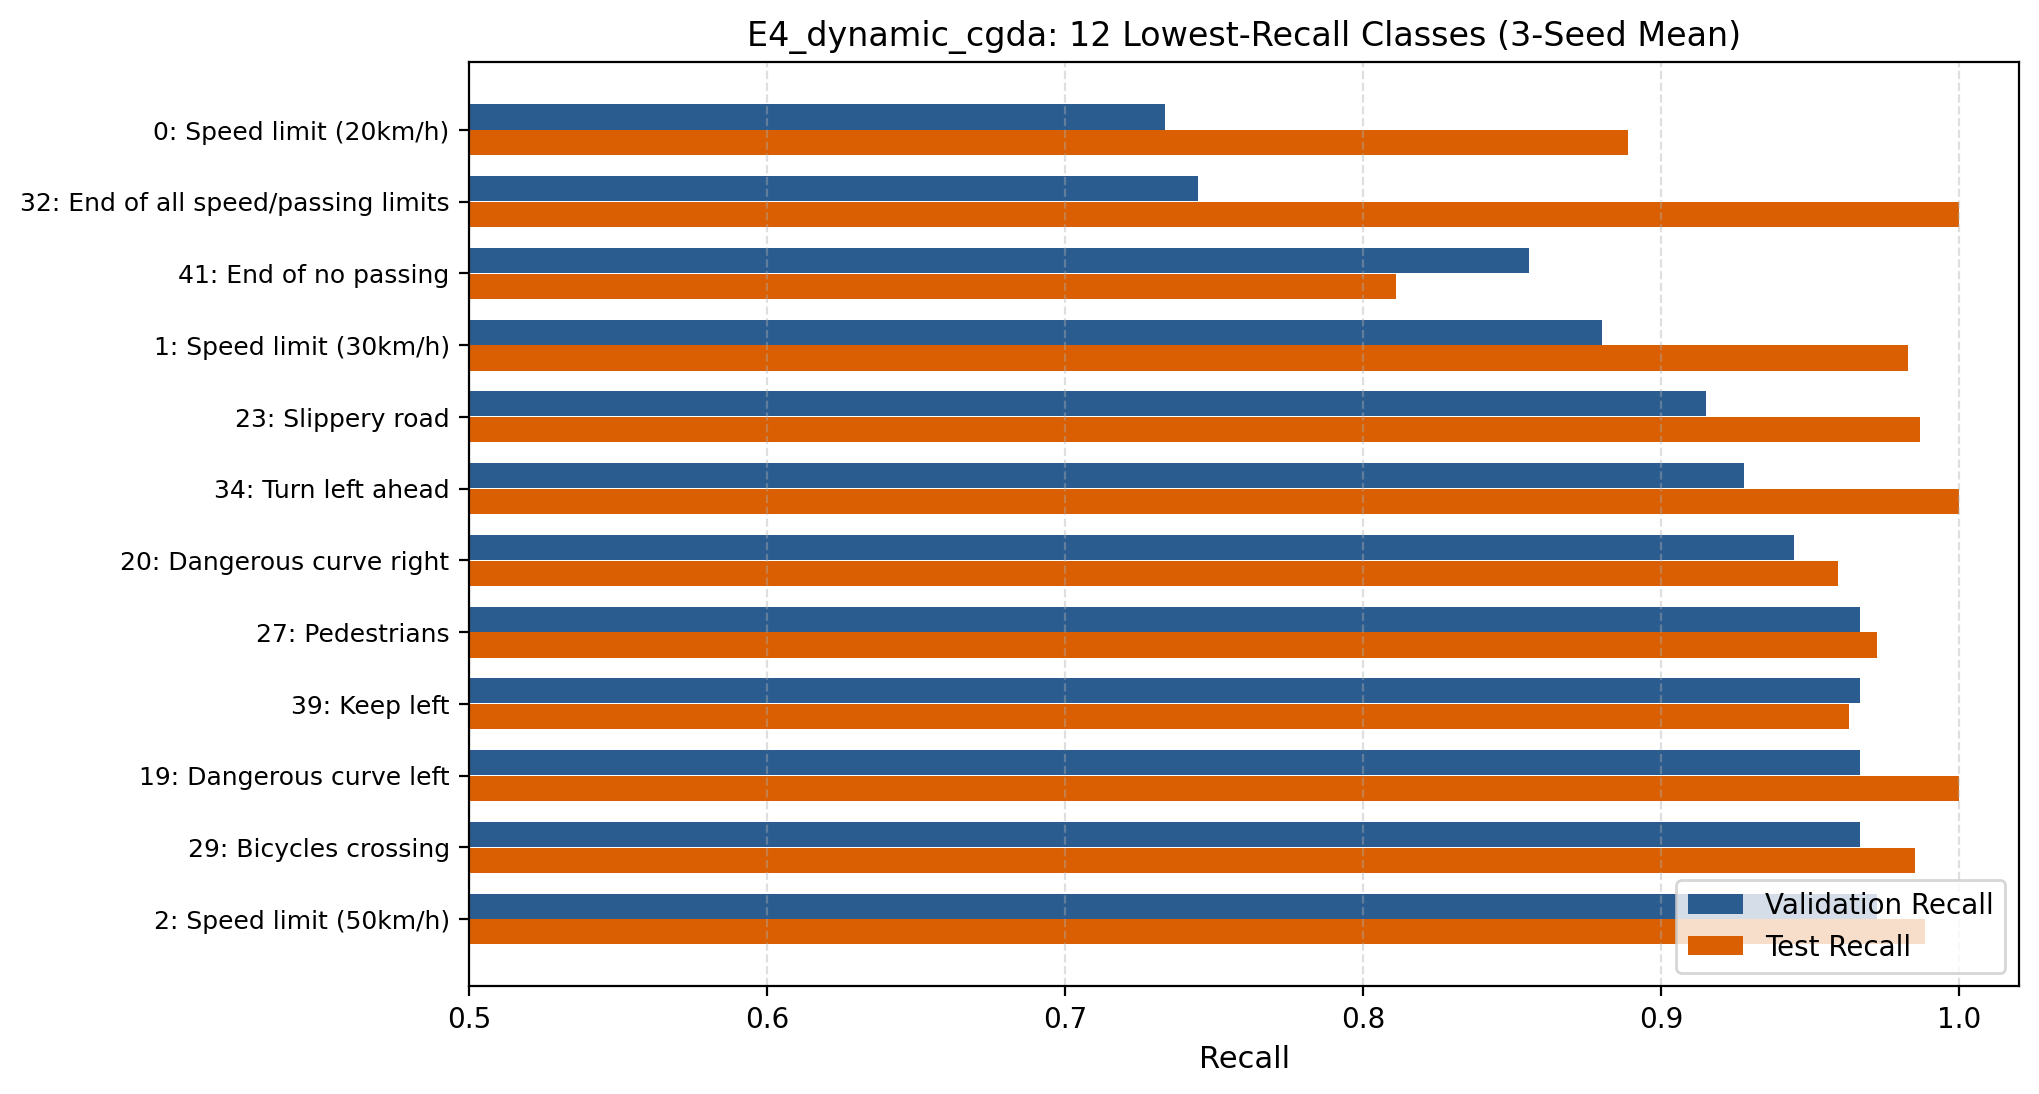 E4_dynamic_cgda: 12 Lowest-Recall Classes (3-Seed Mean)
0: Speed limit (20km/h)
32: End of all speed/passing limits
41: End of no passing
1: Speed limit (30km/h)
23: Slippery road
34: Turn left ahead
20: Dangerous curve right
27: Pedestrians
39: Keep left
19: Dangerous curve left
29: Bicycles crossing
2: Speed limit (50km/h)
Validation Recall
Test Recall
0.5 0.6 0.7 0.8 0.9 1.0
Recall